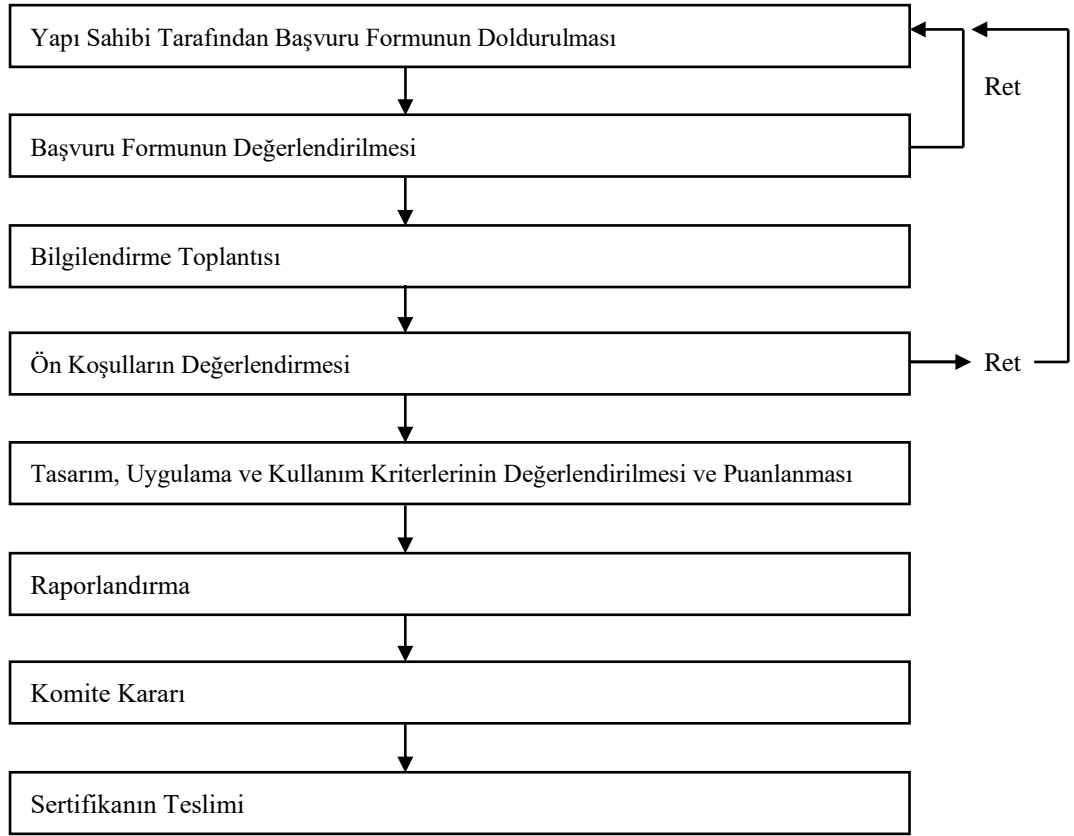 Yapı Sahibi Tarafından Başvuru Formunun Doldurulması
Ret
Başvuru Formunun Değerlendirilmesi
Bilgilendirme Toplantısı
Ön Koşulların Değerlendirmesi
Ret
Tasarım, Uygulama ve Kullanım Kriterlerinin Değerlendirilmesi ve Puanlanması
Raporlandırma
Komite Kararı
Sertifikanın Teslimi